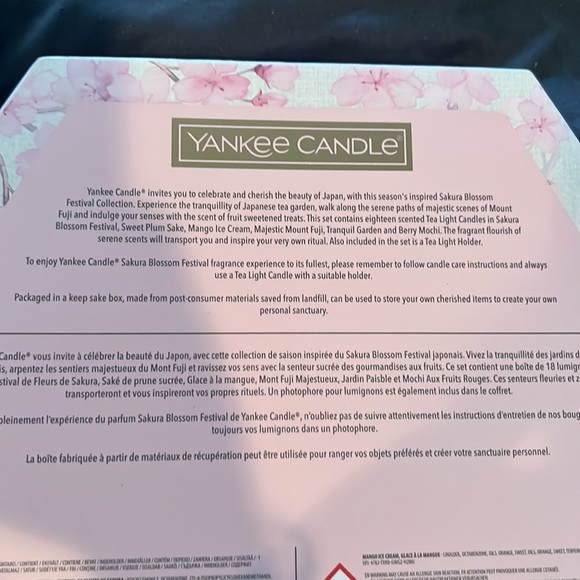 YANKEE CANDLE®
Yankee Candle® invites you to celebrate and cherish the beauty of Japan, with this season's inspired Sakura Blossom
Festival Collection. Experience the tranquillity of Japanese tea garden, walk along the serene paths of majestic scenes of Mount
Fuji and indulge your senses with the scent of fruit sweetened treats. This set contains eighteen scented Tea Light Candles in Sakura
Blossom Festival, Sweet Plum Sake, Mango Ice Cream, Majestic Mount Fuji, Tranquil Garden and Berry Mochi. The fragrant flourish of
serene scents will transport you and inspire your very own ritual. Also included in the set is a Tea Light Holder.
To enjoy Yankee Candle® Sakura Blossom Festival fragrance experience to its fullest, please remember to follow candle care instructions and always
use a Tea Light Candle with a suitable holder.
Packaged in a keep sake box, made from post-consumer materials saved from landfill, can be used to store your own cherished items to create your own
personal sanctuary.
Candle® vous invite à célébrer la beauté du Japon, avec cette collection de saison inspirée du Sakura Blossom Festival japonais. Vivez la tranquillité des jardins d
s, arpentez les sentiers majestueux du Mont Fuji et ravissez vos sens avec la senteur sucrée des gourmandises aux fruits. Ce set contient une boîte de 18 lumign
stival de Fleurs de Sakura, Saké de prune sucrée, Glace à la mangue, Mont Fuji Majestueux, Jardin Paisble et Mochi Aux Fruits Rouges. Ces senteurs fleuries et z
transporteront et vous inspireront vos propres rituels. Un photophore pour lumignons est également inclus dans le coffret.
pleinement l'expérience du parfum Sakura Blossom Festival de Yankee Candle®, n'oubliez pas de suivre attentivement les instructions d'entretien de nos boug
toujours vos lumignons dans un photophore.
La boîte fabriquée à partir de matériaux de récupération peut être utilisée pour ranger vos objets préférés et créer votre sanctuaire personnel.
MANGO ICE CREAM, GLACE À LA MANGUE